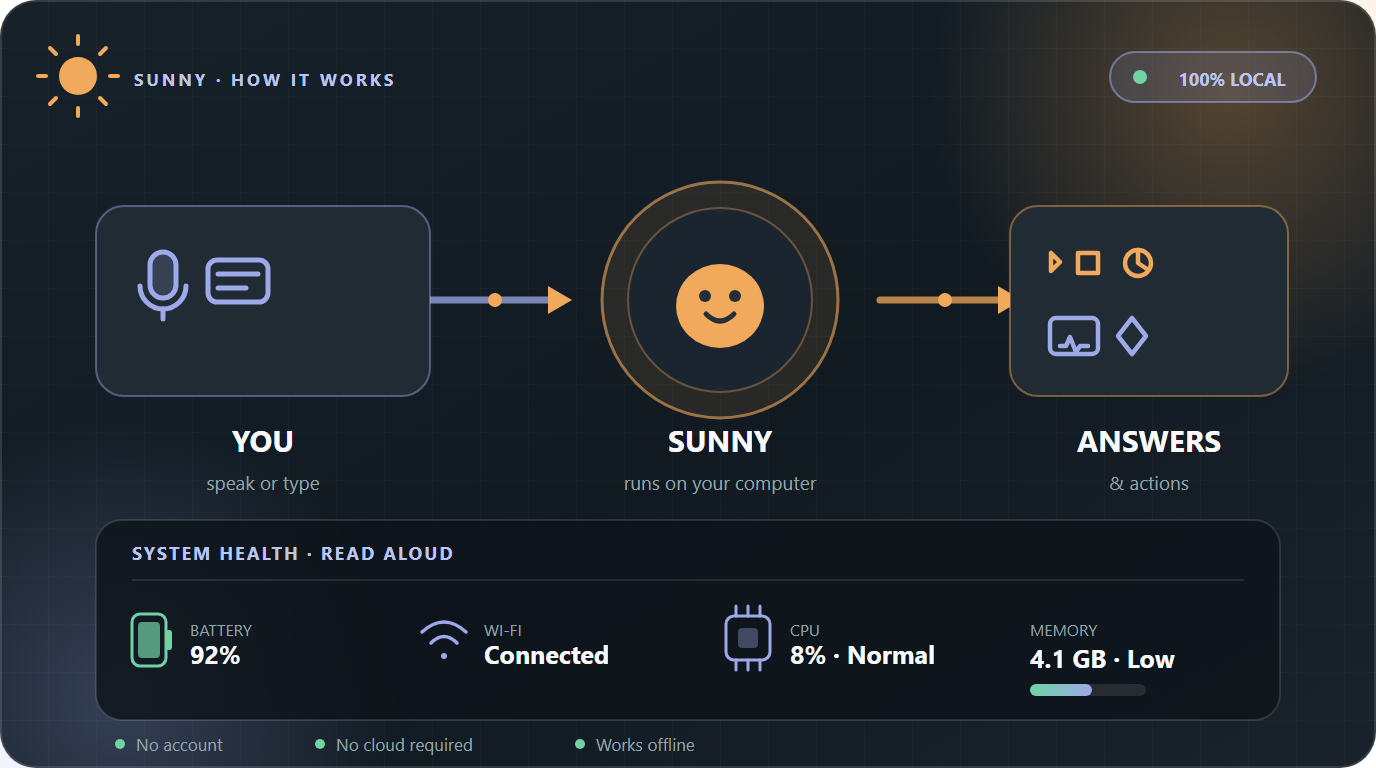 SUNNY · HOW IT WORKS
100% LOCAL
YOU
speak or type
SUNNY
runs on your computer
ANSWERS
& actions
SYSTEM HEALTH · READ ALOUD
BATTERY
92%
WI-FI
Connected
CPU
8% · Normal
MEMORY
4.1 GB · Low
No account
No cloud required
Works offline